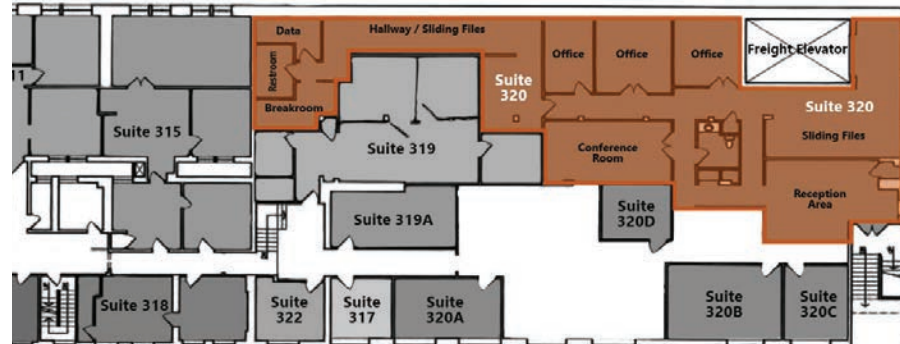 Data
Hallway / Sliding Files
Restroom
Breakroom
Office
Office
Office
Freight Elevator
Suite
320
Suite 320
Sliding Files
11
Suite 315
Suite 319
Conference
Room
Reception
Area
Suite 319A
Suite
320D
Suite 318
Suite
322
Suite
317
Suite
320A
Suite
320B
Suite
320C